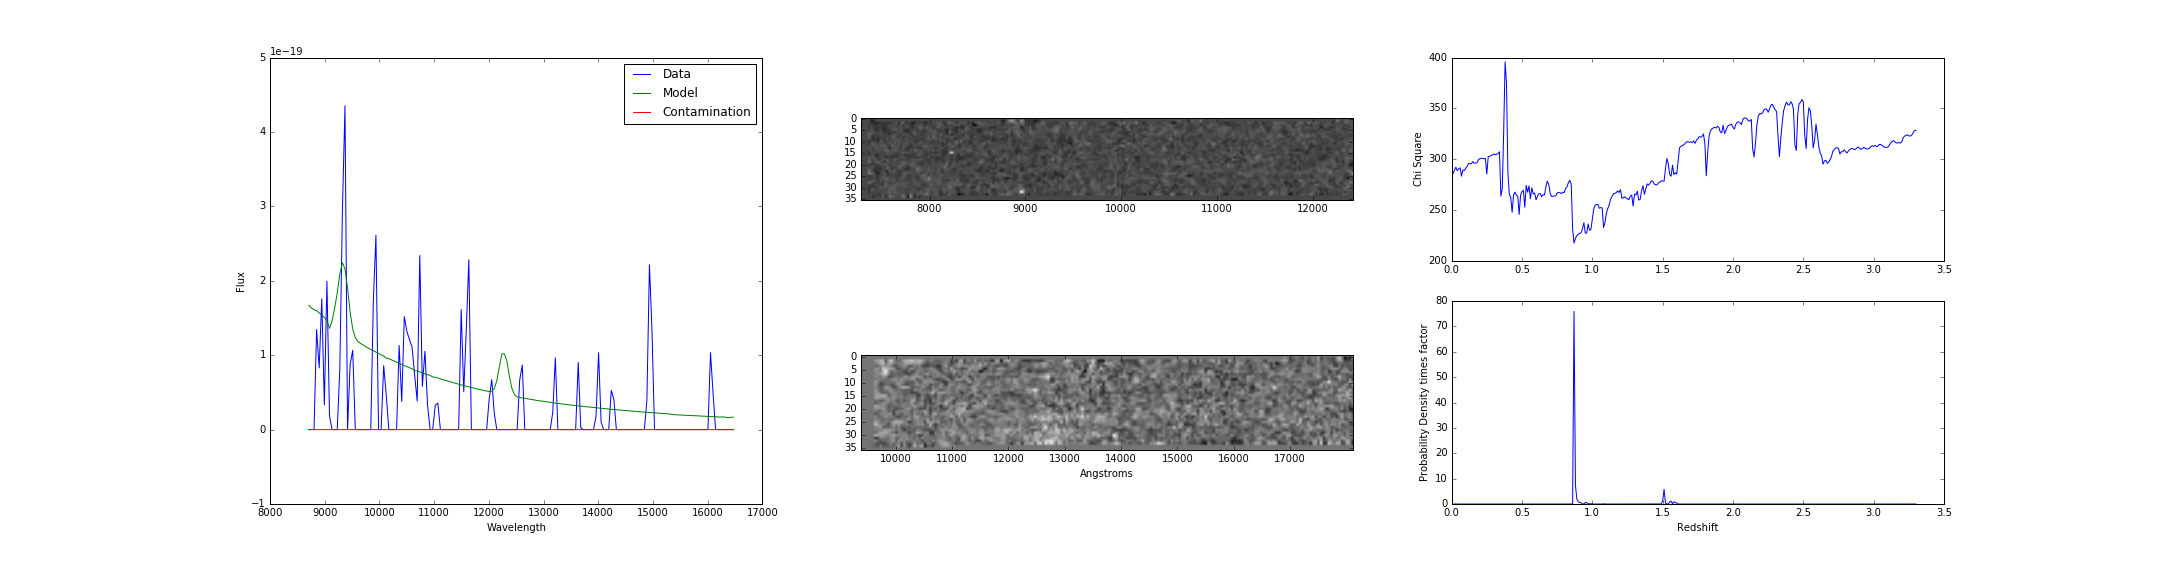 1e−19
5
4
3
2
1
0
−1
8000 9000 10000 11000 12000 13000 14000 15000 16000 17000
Flux
Wavelength
Data
Model
Contamination
0
5
10
15
20
25
30
35
8000 9000 10000 11000 12000
0
5
10
15
20
25
30
35
10000 11000 12000 13000 14000 15000 16000 17000
Angstroms
400
350
300
250
200
0.0 0.5 1.0 1.5 2.0 2.5 3.0 3.5
Chi Square
80
70
60
50
40
30
20
10
0
0.0 0.5 1.0 1.5 2.0 2.5 3.0 3.5
Probability Density times factor
Redshift